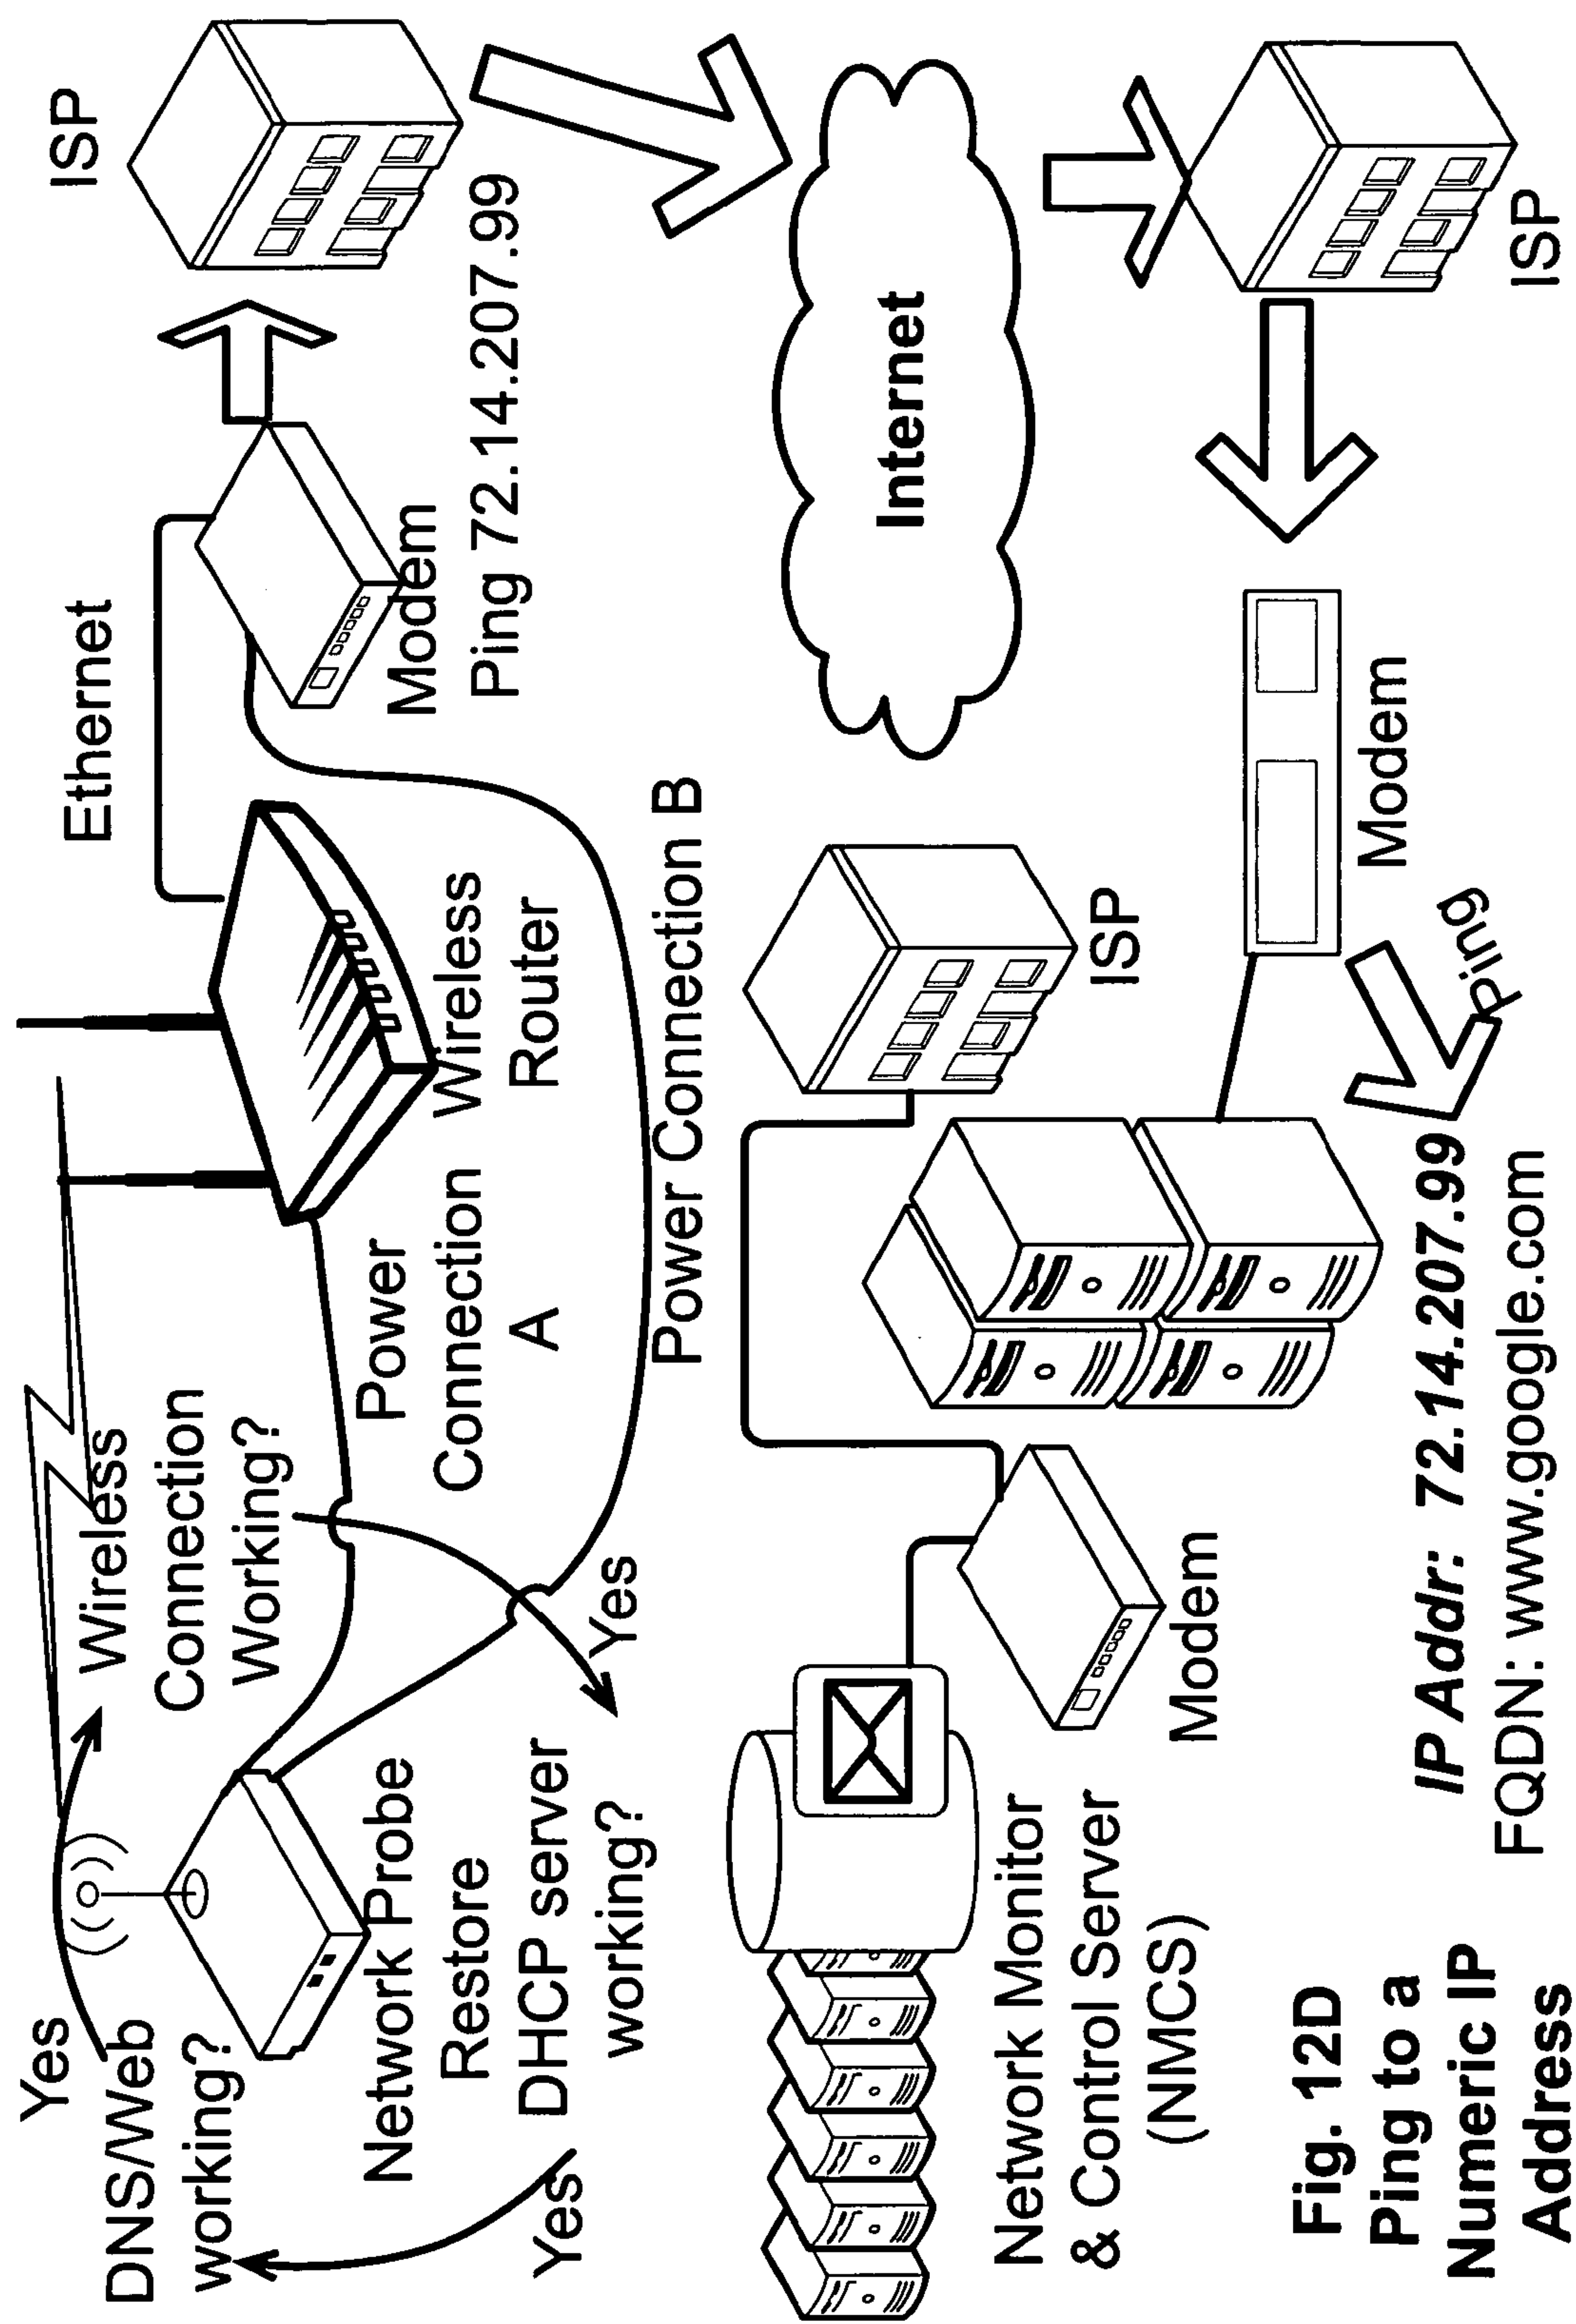 Yes
DNS/Web
working?
Wireless
Connection
Working?
Ethernet
ISP
Network Probe
Restore
DHCP server
working?
Yes
Yes
Power
Connection
A
Wireless
Router
Modem
Ping 72.14.207.99
Power Connection B
Internet
ISP
Network Monitor
& Control Server
(NMCS)
Modem
Modem
Ping
ISP
IP Addr: 72.14.207.99
FQDN: www.google.com
Fig. 12D
Ping to a
Numeric IP
Address